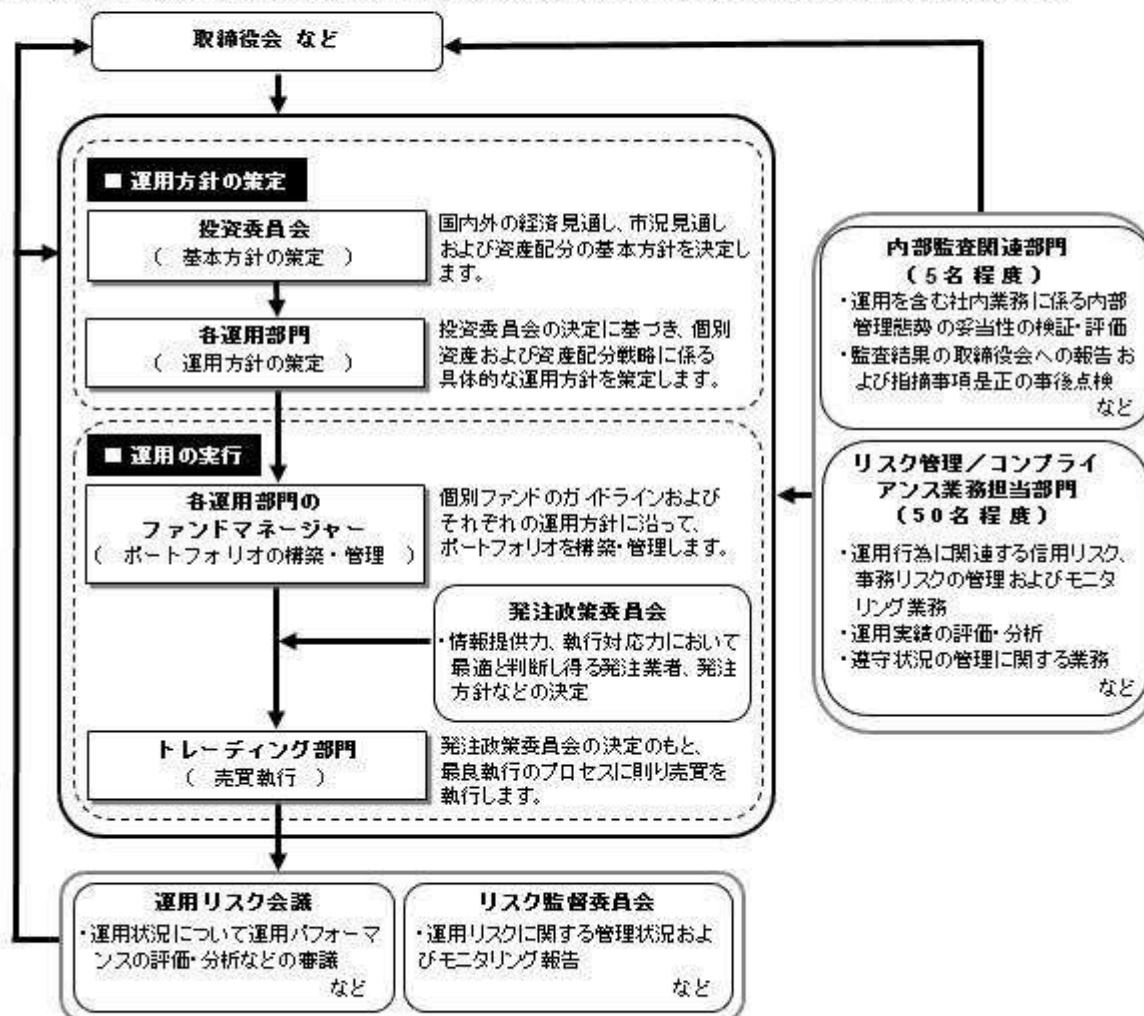 取締役会 など
■ 運用方針の策定
投資委員会
( 基本方針の策定 )
国内外の経済見通し、市況見通し
および資産配分の基本方針を決定し
ます。
各運用部門
( 運用方針の策定 )
投資委員会の決定に基づき、個別
資産および資産配分戦略に係る
具体的な運用方針を策定します。
■ 運用の実行
各運用部門の
ファンドマネージャー
( ポートフォリオの構築・管理 )
個別ファンドのガイドラインおよび
それぞれの運用方針に沿って、
ポートフォリオを構築・管理します。
発注政策委員会
・情報提供力、執行対応力において
最適と判断し得る発注業者、発注
方針などの決定
トレーディング部門
( 売買執行 )
発注政策委員会の決定のもと、
最良執行のプロセスに則り売買を
執行します。
運用リスク会議
・運用状況について運用パフォーマ
ンスの評価・分析などの審議
など
リスク監督委員会
・運用リスクに関する管理状況およ
びモニタリング報告
など
内部監査関連部門
(5名程度)
・運用を含む社内業務に係る内部
管理態勢の妥当性の検証・評価
・監査結果の取締役会への報告お
よび指摘事項是正の事後点検
など
リスク管理/コンプライ
アンス業務担当部門
(50名程度)
・運用行為に関連する信用リスク、
事務リスクの管理およびモニタ
リング業務
・運用実績の評価・分析
・遵守状況の管理に関する業務
など